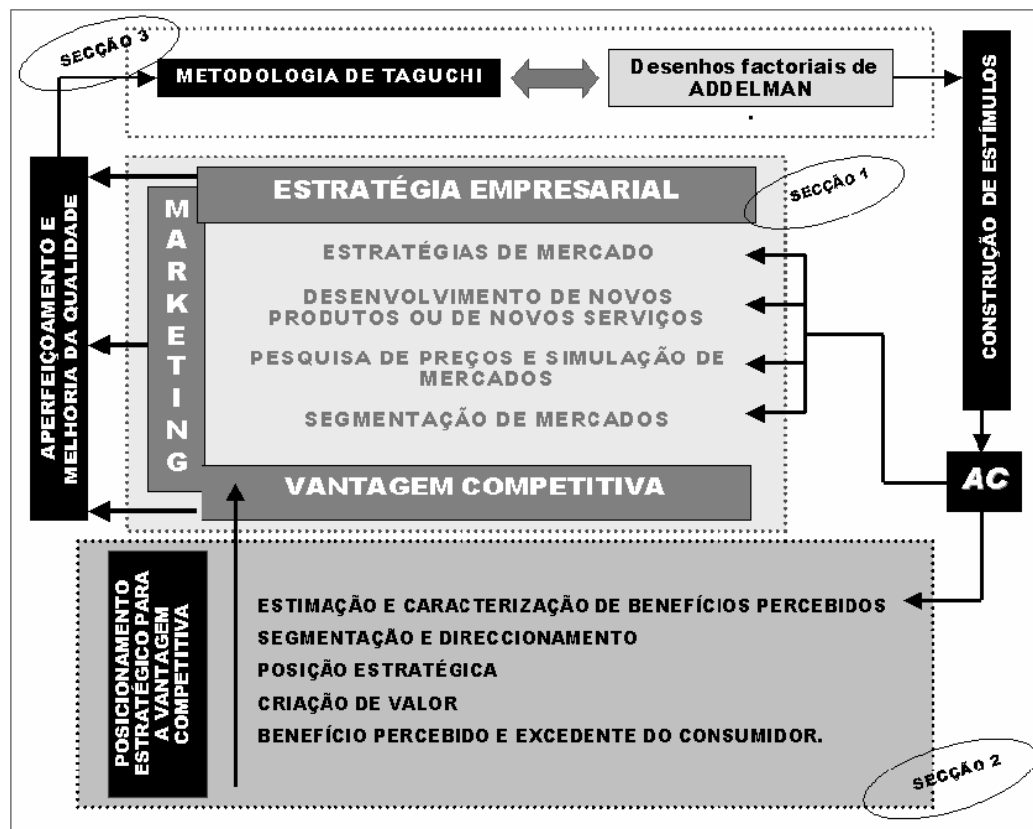 SECÇÃO 3
METODOLOGIA DE TAGUCHI
Desenhos factoriais de
ADDELMAN
.
CONSTRUÇÃO DE ESTÍMULOS
APERFEIÇOAMENTO E
MELHORIA DA QUALIDADE
MARKETING
ESTRATÉGIA EMPRESARIAL
SECÇÃO 1
ESTRATÉGIAS DE MERCADO
DESENVOLVIMENTO DE NOVOS
PRODUTOS OU DE NOVOS SERVIÇOS
PESQUISA DE PREÇOS E SIMULAÇÃO DE
MERCADOS
SEGMENTAÇÃO DE MERCADOS
VANTAGEM COMPETITIVA
AC
POSICIONAMENTO
ESTRATÉGICO PARA
A VANTAGEM
COMPETITIVA
ESTIMAÇÃO E CARACTERIZAÇÃO DE BENEFÍCIOS PERCEBIDOS
SEGMENTAÇÃO E DIRECCIONAMENTO
POSIÇÃO ESTRATÉGICA
CRIAÇÃO DE VALOR
BENEFÍCIO PERCEBIDO E EXCEDENTE DO CONSUMIDOR.
SECÇÃO 2